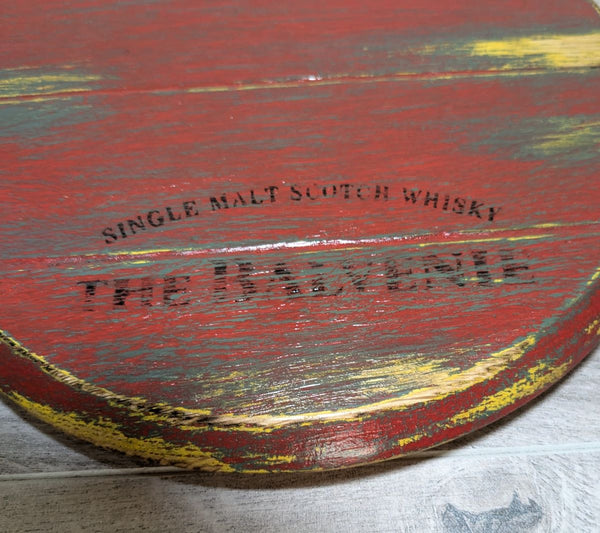 SINGLE MALT SCOTCH WHISKY
THE BALVENIE